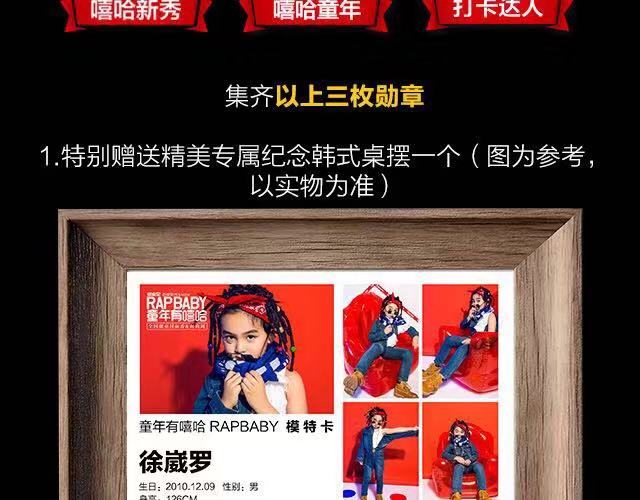 嘻哈新秀
嘻哈童年
打卡达人
集齐以上三枚勋章
1.特别赠送精美专属纪念韩式桌摆一个（图为参考，
以实物为准）
RAPBABY
童年有嘻哈
童年有嘻哈 RAPBABY 模特卡
徐崴罗
生日：2010.12.09 性别：男
身高：126CM